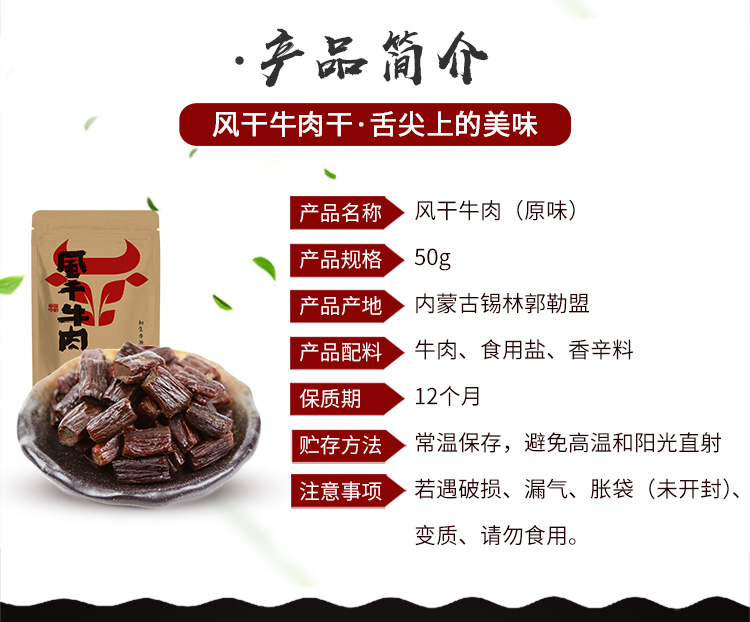 ·产品简介
风干牛肉干·舌尖上的美味
产品名称 风干牛肉（原味）
产品规格 50g
产品产地 内蒙古锡林郭勒盟
产品配料 牛肉、食用盐、香辛料
保质期 12个月
贮存方法 常温保存，避免高温和阳光直射
注意事项 若遇破损、漏气、胀袋（未开封）、
变质、请勿食用。
風干牛肉